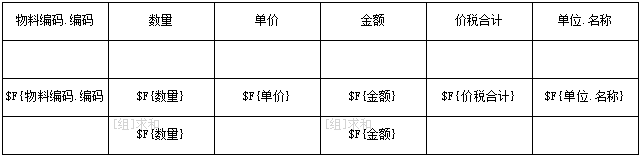 物料编码.编码 数量 单价 金额 价税合计 单位.名称
$F{物料编码.编码 $F{数量} $F{单价} $F{金额} $F{价税合计} $F{单位.名称}
[组]求和 [组]求和
$F{数量} $F{金额}